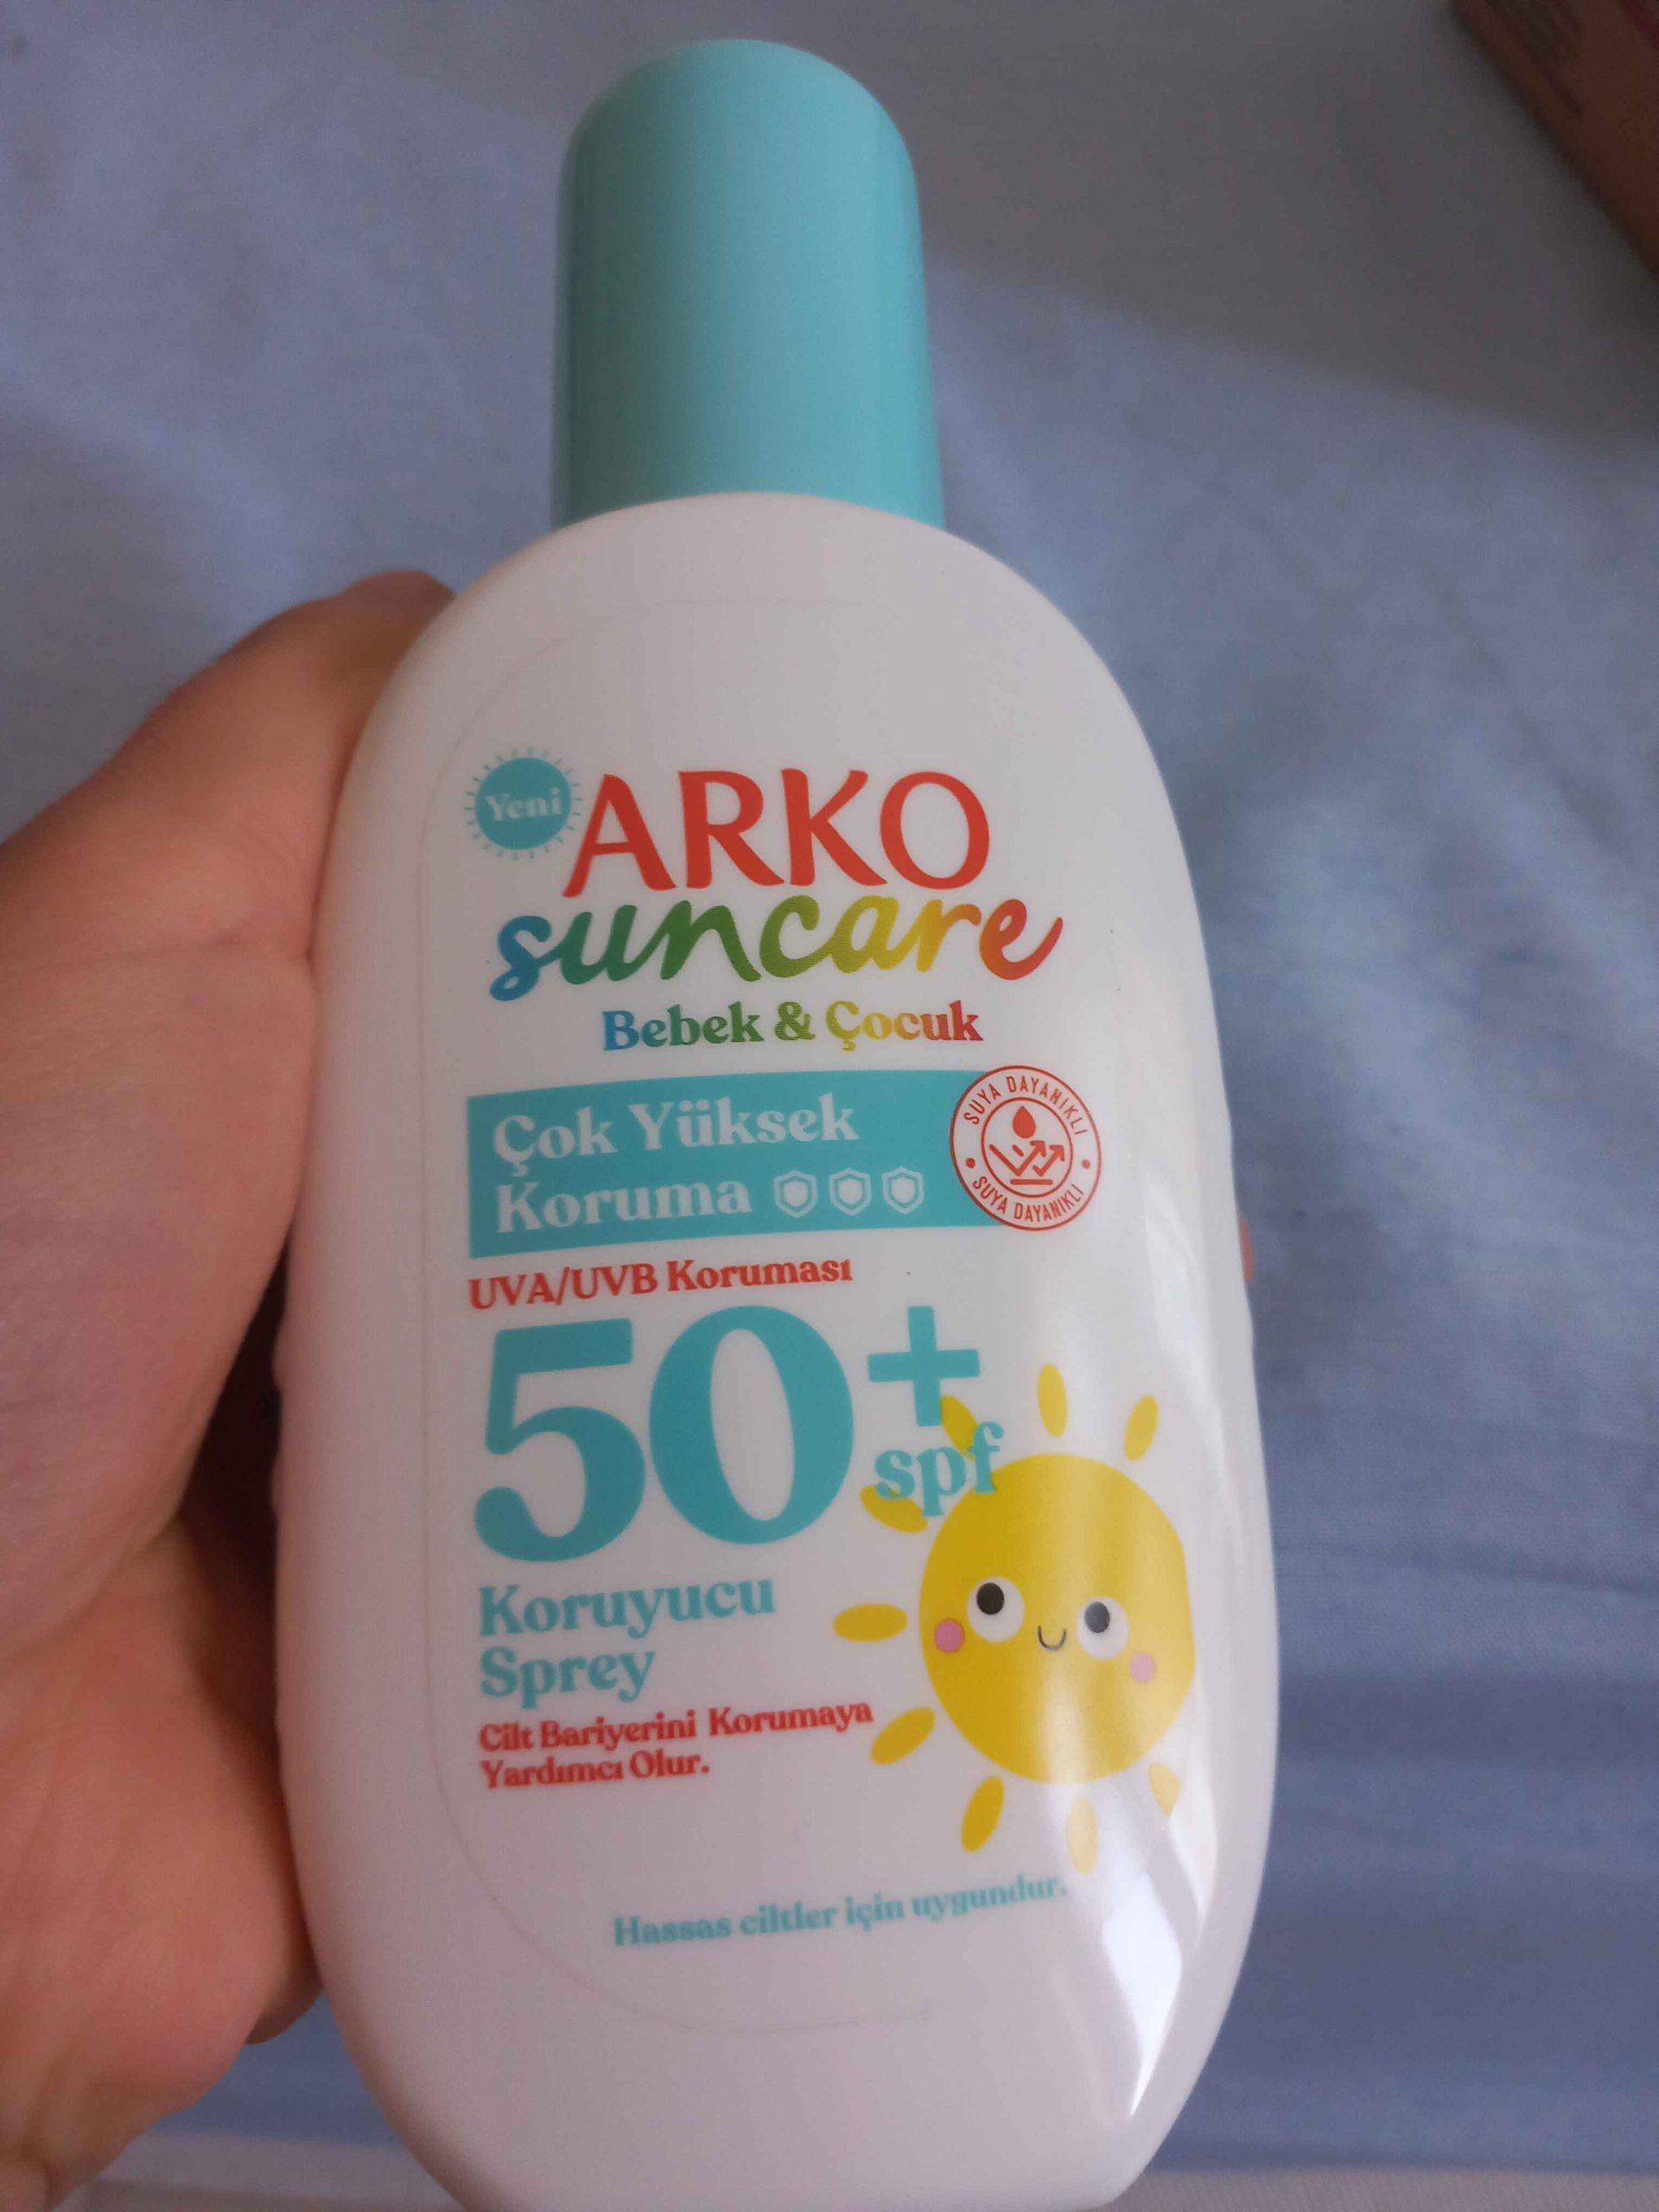 Yeni
ARKO
suncare
Bebek & Çocuk
Çok Yüksek
Koruma
SUYA DAYANIKLI
SUYA DAYANIKLI
UVA/UVB Koruması
50+
spf
Koruyucu
Sprey
Cilt Bariyerini Korumaya
Yardımcı Olur.
Hassas ciltler için uygundur.